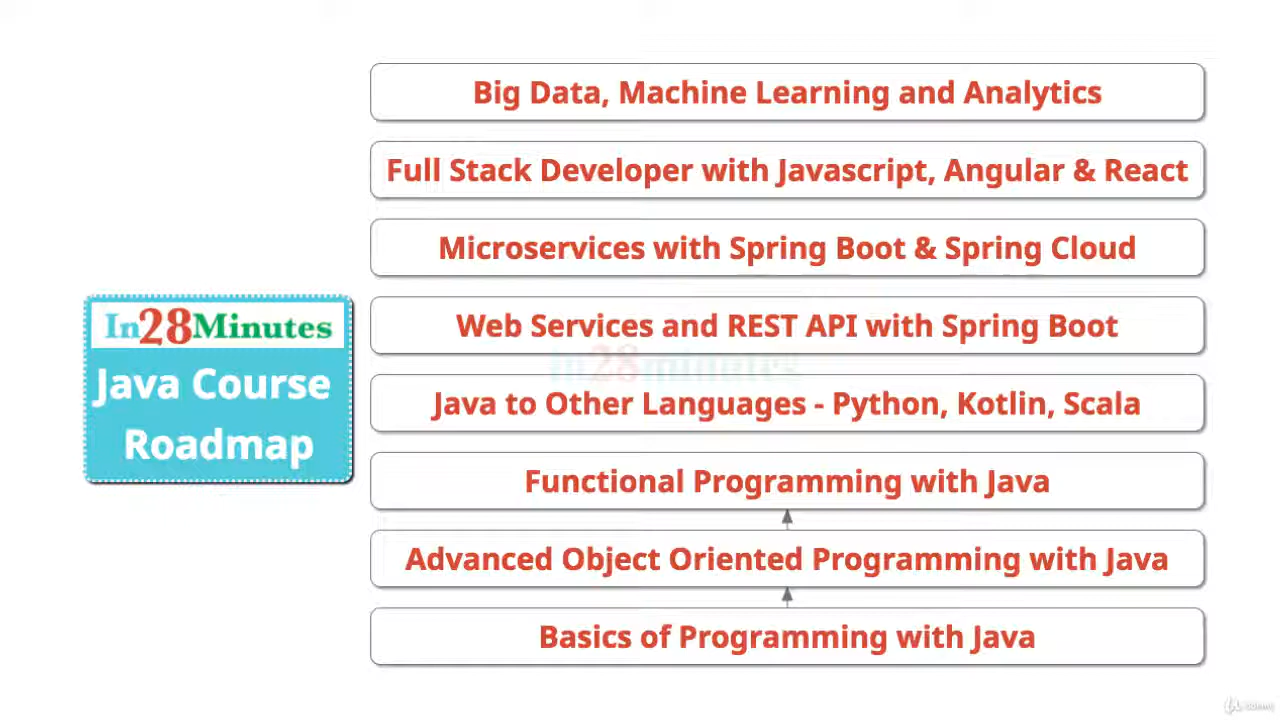 Big Data, Machine Learning and Analytics
Full Stack Developer with Javascript, Angular & React
Microservices with Spring Boot & Spring Cloud
In28Minutes
Java Course
Roadmap
Web Services and REST API with Spring Boot
in28minutes
Java to Other Languages - Python, Kotlin, Scala
Functional Programming with Java
Advanced Object Oriented Programming with Java
Basics of Programming with Java